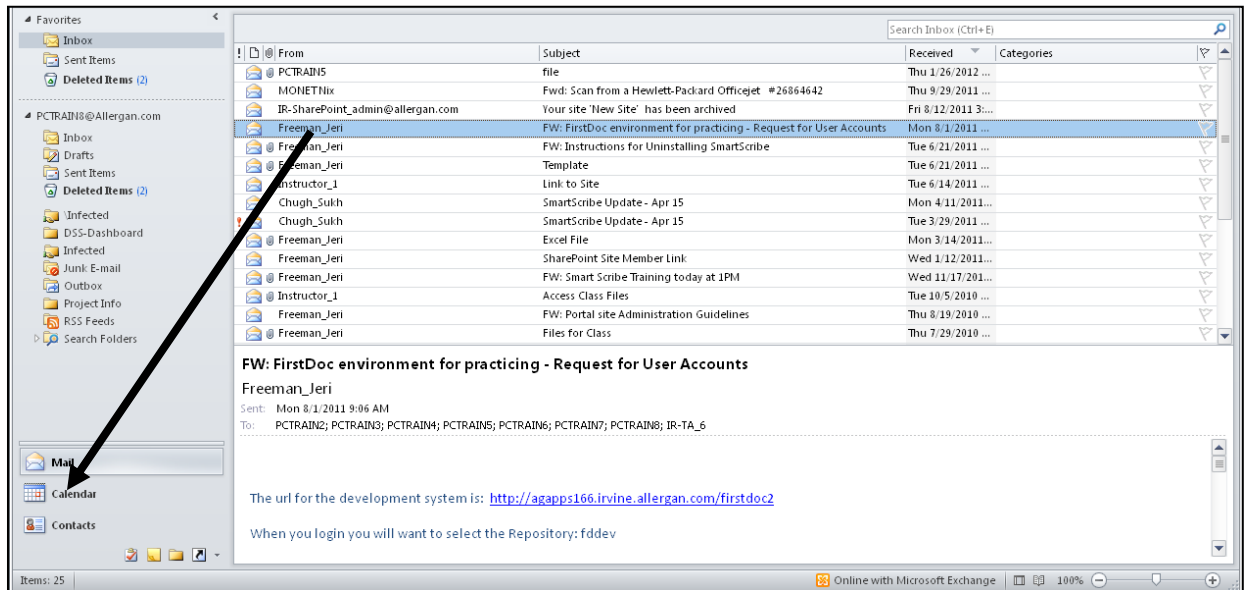 Favorites
Inbox
Sent Items
Deleted Items (2)
PCTRAIN8@Allergan.com
Inbox
Drafts
Sent Items
Deleted Items (2)
\Infected
DSS-Dashboard
Infected
Junk E-mail
Outbox
Project Info
RSS Feeds
Search Folders
Mail
Calendar
Contacts
Search Inbox (Ctrl+E)
! From Subject Received Categories
PCTRAIN5 file Thu 1/26/2012 ...
MONETNix Fwd: Scan from a Hewlett-Packard Officejet #26864642 Thu 9/29/2011 ...
IR-SharePoint_admin@allergan.com Your site 'New Site' has been archived Fri 8/12/2011 3:...
Freeman_Jeri FW: FirstDoc environment for practicing - Request for User Accounts Mon 8/1/2011 ...
Freeman_Jeri FW: Instructions for Uninstalling SmartScribe Tue 6/21/2011 ...
Freeman_Jeri Template Tue 6/21/2011 ...
Instructor_1 Link to Site Tue 6/14/2011 ...
Chugh_Sukh SmartScribe Update - Apr 15 Mon 4/11/2011...
! Chugh_Sukh SmartScribe Update - Apr 15 Tue 3/29/2011 ...
Freeman_Jeri Excel File Mon 3/14/2011...
Freeman_Jeri SharePoint Site Member Link Wed 1/12/2011...
Freeman_Jeri FW: Smart Scribe Training today at 1PM Wed 11/17/201...
Instructor_1 Access Class Files Tue 10/5/2010 ...
Freeman_Jeri FW: Portal site Administration Guidelines Thu 8/19/2010 ...
Freeman_Jeri Files for Class Thu 7/29/2010 ...
FW: FirstDoc environment for practicing - Request for User Accounts
Freeman_Jeri
Sent: Mon 8/1/2011 9:06 AM
To: PCTRAIN2; PCTRAIN3; PCTRAIN4; PCTRAIN5; PCTRAIN6; PCTRAIN7; PCTRAIN8; IR-TA_6
The url for the development system is: http://agapps166.irvine.allergan.com/firstdoc2
When you login you will want to select the Repository: fddev
Items: 25 Online with Microsoft Exchange 100%